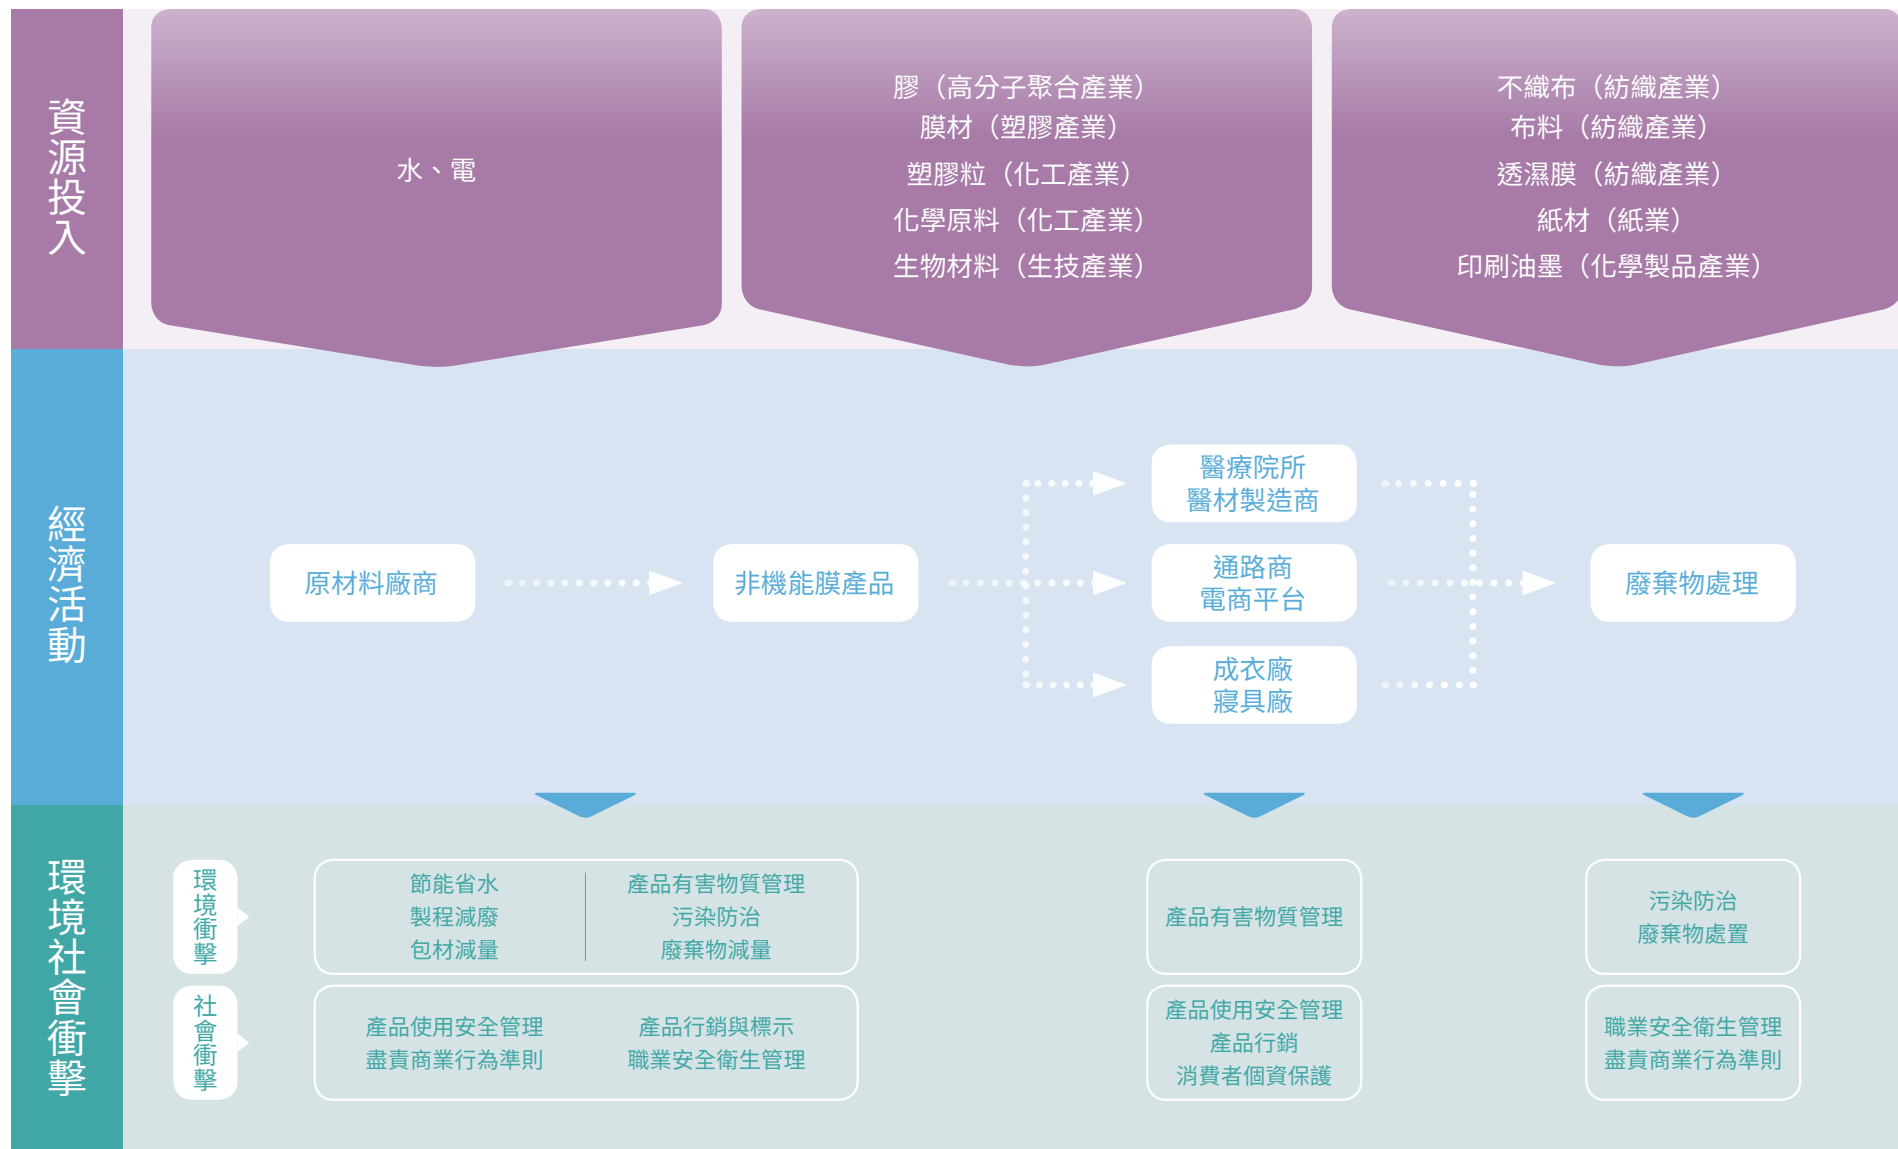 資源投入
水、電
膠（高分子聚合產業）
膜材（塑膠產業）
塑膠粒（化工產業）
化學原料（化工產業）
生物材料（生技產業）
不織布（紡織產業）
布料（紡織產業）
透濕膜（紡織產業）
紙材（紙業）
印刷油墨（化學製品產業）
經濟活動
原材料廠商
非機能膜產品
醫療院所
醫材製造商
通路商
電商平台
成衣廠
寢具廠
廢棄物處理
環境社會衝擊
環境衝擊
節能省水
製程減廢
包材減量
產品有害物質管理
污染防治
廢棄物減量
產品有害物質管理
污染防治
廢棄物處置
社會衝擊
產品使用安全管理
盡責商業行為準則
產品行銷與標示
職業安全衛生管理
產品使用安全管理
產品行銷
消費者個資保護
職業安全衛生管理
盡責商業行為準則